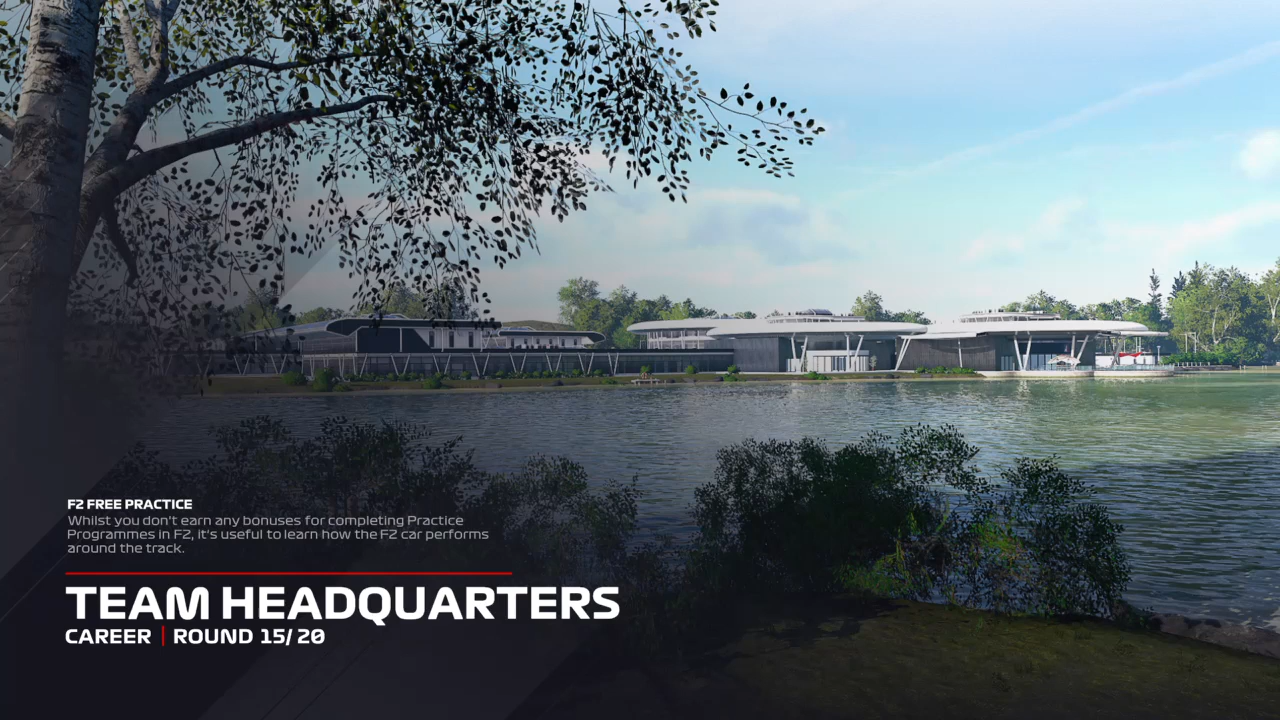 F2 FREE PRACTICE
Whilst you don't earn any bonuses for completing Practice
Programmes in F2, it's useful to learn how the F2 car performs
around the track.
TEAM HEADQUARTERS
CAREER | ROUND 15/20